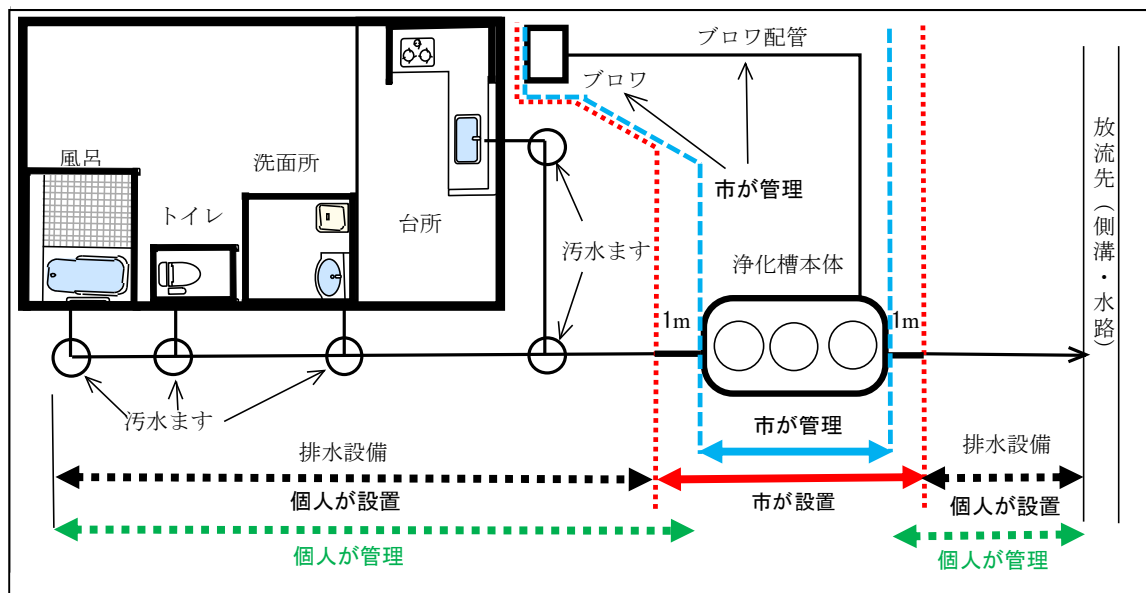 ブロワ配管
ブロワ
風呂
洗面所
トイレ
台所
市が管理
汚水ます
浄化槽本体
放流先（側溝・水路）
1m
1m
汚水ます
市が管理
排水設備
排水設備
個人が設置
市が設置
個人が設置
個人が管理
個人が管理